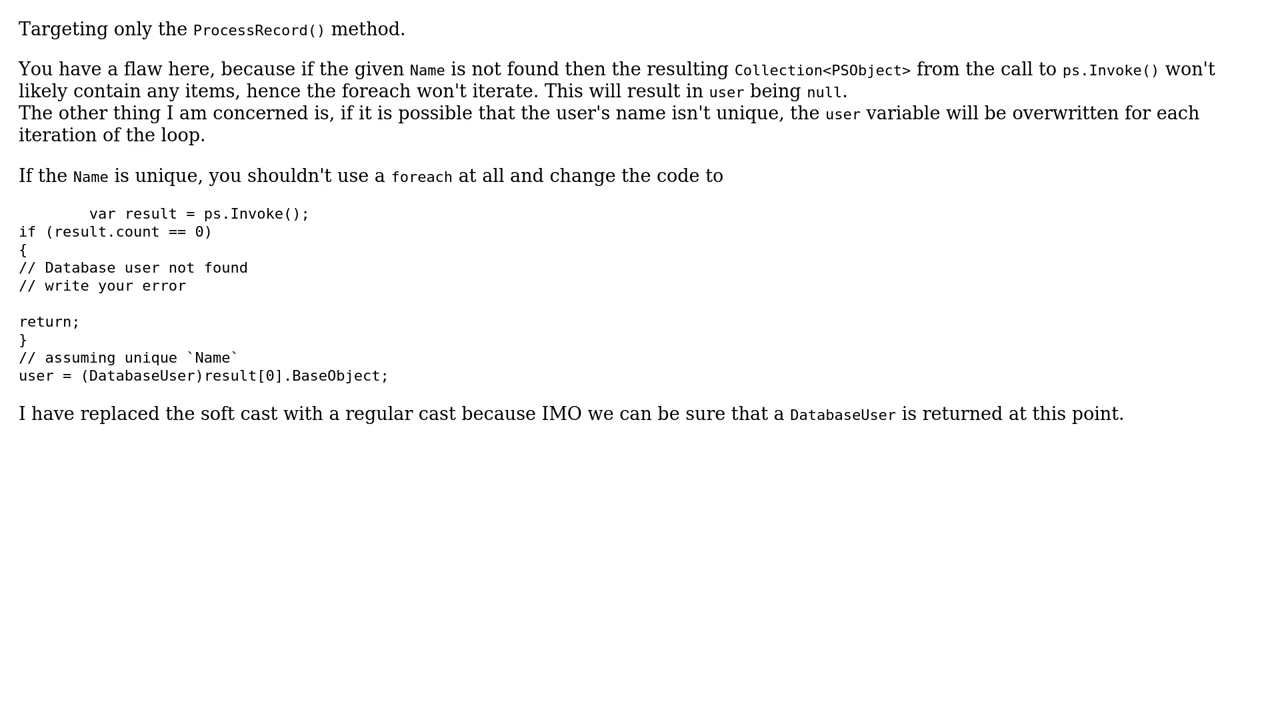 Targeting only the ProcessRecord() method.
You have a flaw here, because if the given Name is not found then the resulting Collection<PSObject> from the call to ps.Invoke() won't
likely contain any items, hence the foreach won't iterate. This will result in user being null.
The other thing I am concerned is, if it is possible that the user's name isn't unique, the user variable will be overwritten for each
iteration of the loop.
If the Name is unique, you shouldn't use a foreach at all and change the code to
        var result = ps.Invoke();
if (result.count == 0)
{
// Database user not found
// write your error

return;
}
// assuming unique `Name`
user = (DatabaseUser)result[0].BaseObject;
I have replaced the soft cast with a regular cast because IMO we can be sure that a DatabaseUser is returned at this point.